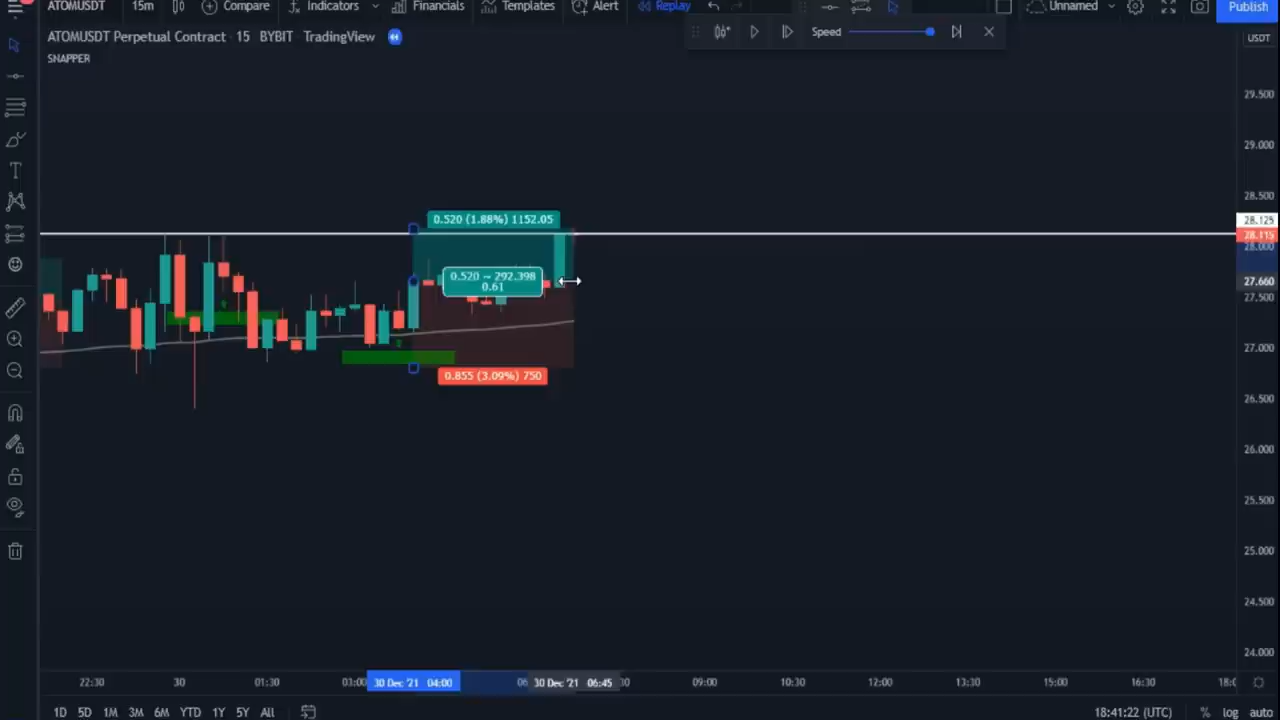 ATOMUSDT 15m Compare Indicators Financials Templates Alert Replay Unnamed Publish
ATOMUSDT Perpetual Contract · 15 BYBIT TradingView
Speed
USDT
SNAPPER
29.500
29.000
28.500
0.520 (1.88%) 1152.05
28.125
28.115
28.000
0.520 ~ 292.398
0.61
27.660
27.500
27.000
0.855 (3.09%) 750
26.500
26.000
25.500
25.000
24.500
24.000
22:30 30 01:30 03:00 30 Dec '21 04:00 30 Dec '21 06:45 09:00 10:30 12:00 13:30 15:00 16:30
1D 5D 1M 3M 6M YTD 1Y 5Y All 18:41:22 (UTC) % log auto